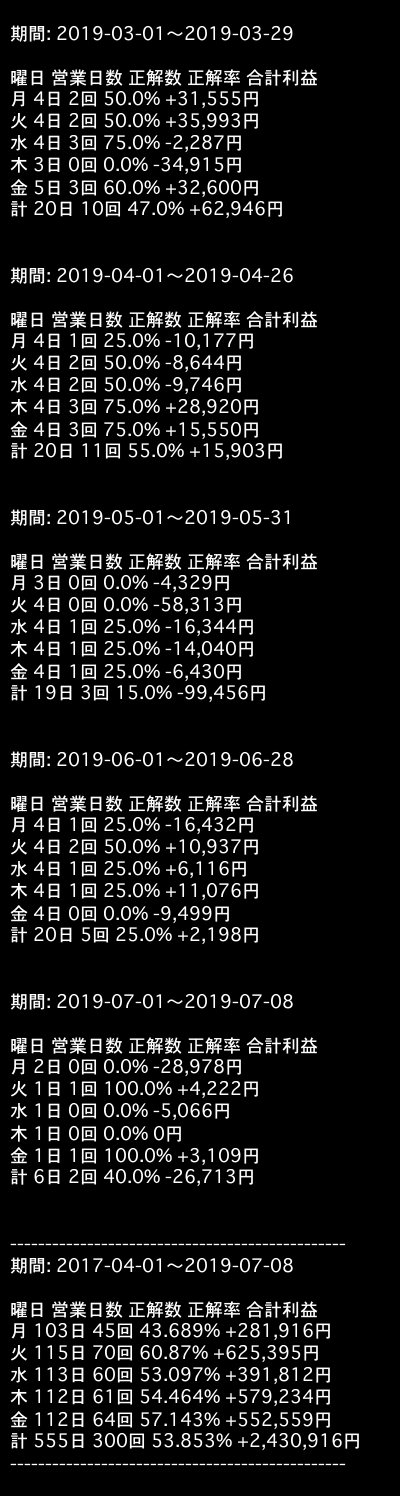 期間: 2019-03-01〜2019-03-29
曜日 営業日数 正解数 正解率 合計利益
月 4日 2回 50.0% +31,555円
火 4日 2回 50.0% +35,993円
水 4日 3回 75.0% -2,287円
木 3日 0回 0.0% -34,915円
金 5日 3回 60.0% +32,600円
計 20日 10回 47.0% +62,946円
期間: 2019-04-01〜2019-04-26
曜日 営業日数 正解数 正解率 合計利益
月 4日 1回 25.0% -10,177円
火 4日 2回 50.0% -8,644円
水 4日 2回 50.0% -9,746円
木 4日 3回 75.0% +28,920円
金 4日 3回 75.0% +15,550円
計 20日 11回 55.0% +15,903円
期間: 2019-05-01〜2019-05-31
曜日 営業日数 正解数 正解率 合計利益
月 3日 0回 0.0% -4,329円
火 4日 0回 0.0% -58,313円
水 4日 1回 25.0% -16,344円
木 4日 1回 25.0% -14,040円
金 4日 1回 25.0% -6,430円
計 19日 3回 15.0% -99,456円
期間: 2019-06-01〜2019-06-28
曜日 営業日数 正解数 正解率 合計利益
月 4日 1回 25.0% -16,432円
火 4日 2回 50.0% +10,937円
水 4日 1回 25.0% +6,116円
木 4日 1回 25.0% +11,076円
金 4日 0回 0.0% -9,499円
計 20日 5回 25.0% +2,198円
期間: 2019-07-01〜2019-07-08
曜日 営業日数 正解数 正解率 合計利益
月 2日 0回 0.0% -28,978円
火 1日 1回 100.0% +4,222円
水 1日 0回 0.0% -5,066円
木 1日 0回 0.0% 0円
金 1日 1回 100.0% +3,109円
計 6日 2回 40.0% -26,713円
------------------------------------------------
期間: 2017-04-01〜2019-07-08
曜日 営業日数 正解数 正解率 合計利益
月 103日 45回 43.689% +281,916円
火 115日 70回 60.87% +625,395円
水 113日 60回 53.097% +391,812円
木 112日 61回 54.464% +579,234円
金 112日 64回 57.143% +552,559円
計 555日 300回 53.853% +2,430,916円
------------------------------------------------